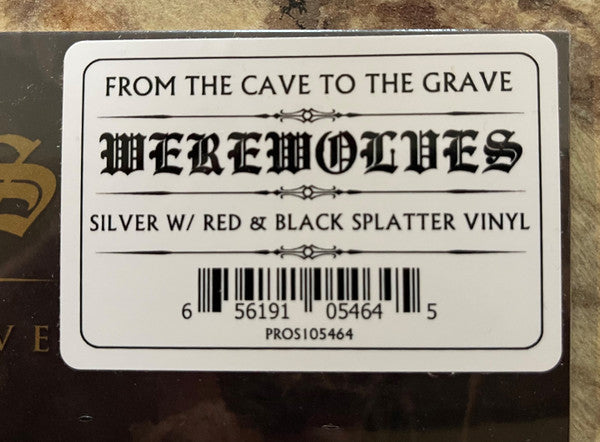 FROM THE CAVE TO THE GRAVE
WEREWOLVES
SILVER W/ RED & BLACK SPLATTER VINYL
6 56191 05464 5
PROS105464
S
V E